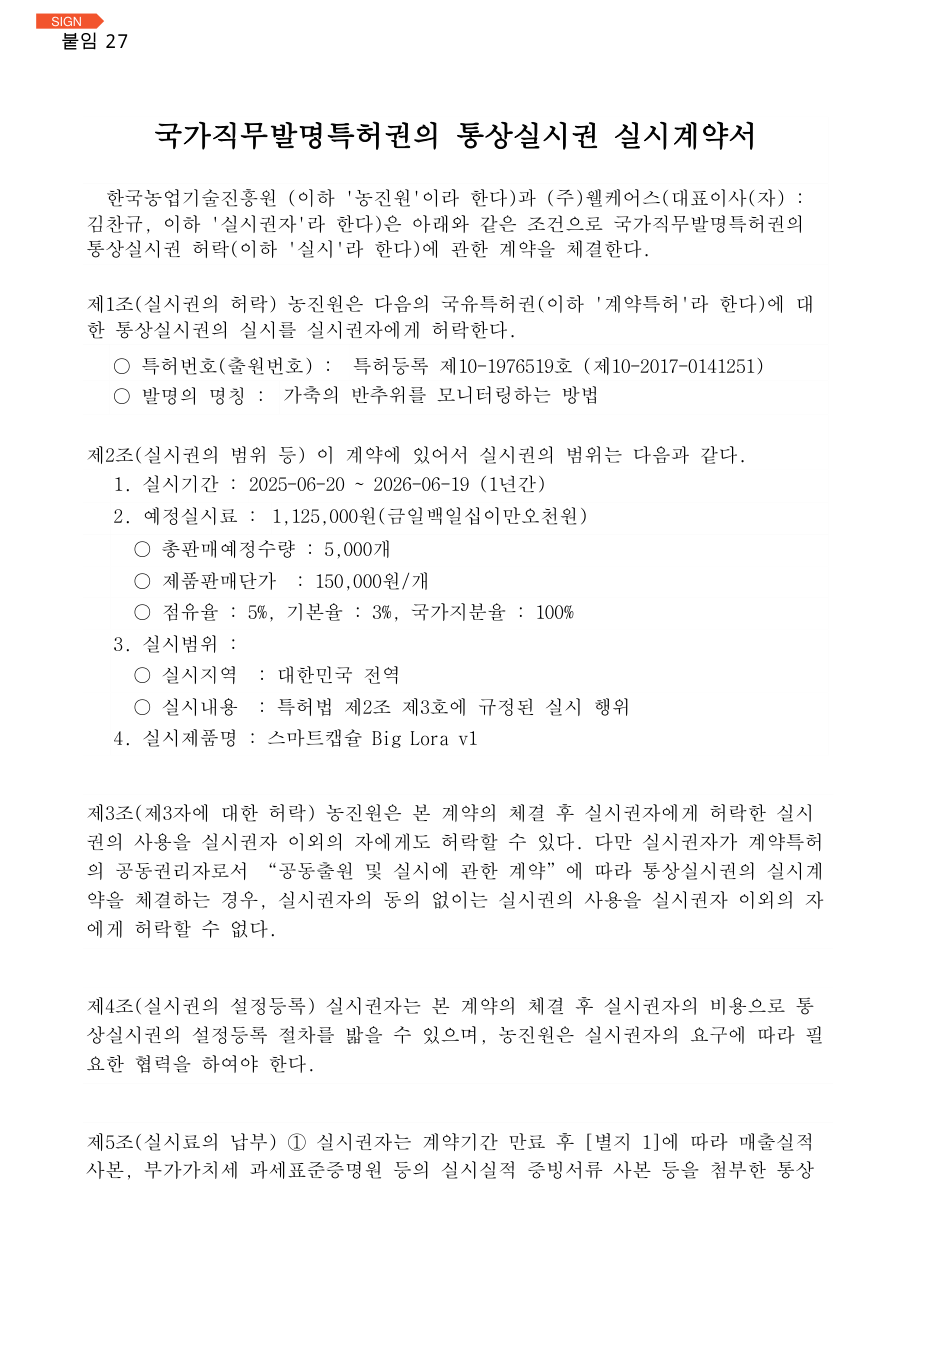 SIGN
붙임 27
국가직무발명특허권의 통상실시권 실시계약서
한국농업기술진흥원 (이하 '농진원'이라 한다)과 (주)웰케어스(대표이사(자) :
김찬규, 이하 '실시권자'라 한다)은 아래와 같은 조건으로 국가직무발명특허권의
통상실시권 허락(이하 '실시'라 한다)에 관한 계약을 체결한다.
제1조(실시권의 허락) 농진원은 다음의 국유특허권(이하 '계약특허'라 한다)에 대
한 통상실시권의 실시를 실시권자에게 허락한다.
○ 특허번호(출원번호) : 특허등록 제10-1976519호 (제10-2017-0141251)
○ 발명의 명칭 : 가축의 반추위를 모니터링하는 방법
제2조(실시권의 범위 등) 이 계약에 있어서 실시권의 범위는 다음과 같다.
1. 실시기간 : 2025-06-20 ~ 2026-06-19 (1년간)
2. 예정실시료 : 1,125,000원(금일백일십이만오천원)
○ 총판매예정수량 : 5,000개
○ 제품판매단가 : 150,000원/개
○ 점유율 : 5%, 기본율 : 3%, 국가지분율 : 100%
3. 실시범위 :
○ 실시지역 : 대한민국 전역
○ 실시내용 : 특허법 제2조 제3호에 규정된 실시 행위
4. 실시제품명 : 스마트캡슐 Big Lora v1
제3조(제3자에 대한 허락) 농진원은 본 계약의 체결 후 실시권자에게 허락한 실시
권의 사용을 실시권자 이외의 자에게도 허락할 수 있다. 다만 실시권자가 계약특허
의 공동권리자로서 “공동출원 및 실시에 관한 계약”에 따라 통상실시권의 실시계
약을 체결하는 경우, 실시권자의 동의 없이는 실시권의 사용을 실시권자 이외의 자
에게 허락할 수 없다.
제4조(실시권의 설정등록) 실시권자는 본 계약의 체결 후 실시권자의 비용으로 통
상실시권의 설정등록 절차를 밟을 수 있으며, 농진원은 실시권자의 요구에 따라 필
요한 협력을 하여야 한다.
제5조(실시료의 납부) ① 실시권자는 계약기간 만료 후 [별지 1]에 따라 매출실적
사본, 부가가치세 과세표준증명원 등의 실시실적 증빙서류 사본 등을 첨부한 통상